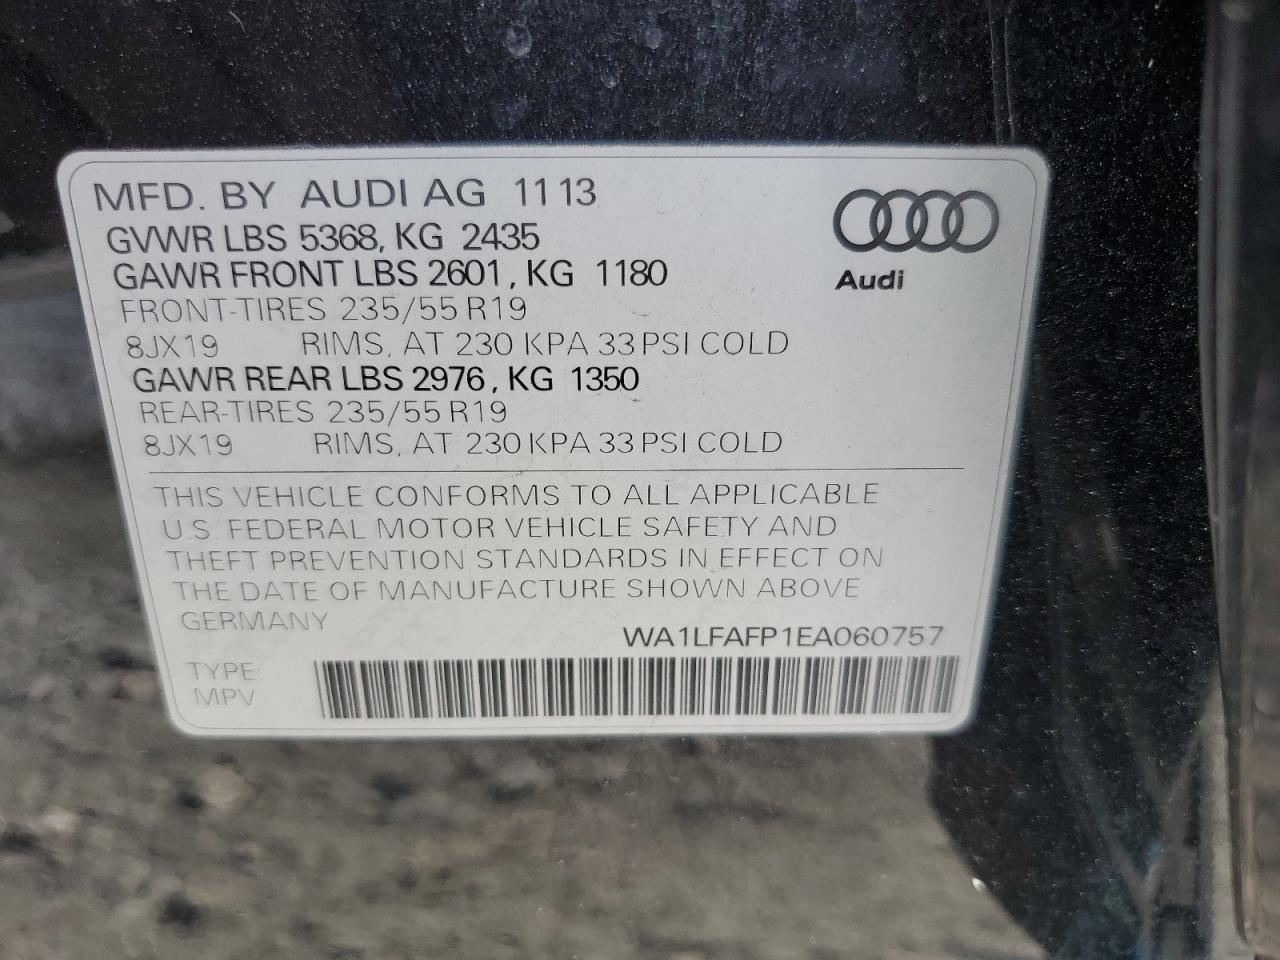 MFD. BY AUDI AG 11 13
GVWR LBS 5368, KG 2435
GAWR FRONT LBS 2601, KG 1180
FRONT-TIRES 235/55 R19
8JX19 RIMS, AT 230 KPA 33 PSI COLD
GAWR REAR LBS 2976, KG 1350
REAR-TIRES 235/55 R19
8JX19 RIMS, AT 230 KPA 33 PSI COLD
Audi
THIS VEHICLE CONFORMS TO ALL APPLICABLE
U.S. FEDERAL MOTOR VEHICLE SAFETY AND
THEFT PREVENTION STANDARDS IN EFFECT ON
THE DATE OF MANUFACTURE SHOWN ABOVE
GERMANY
WA1LFAFP1EA060757
TYPE:
MPV